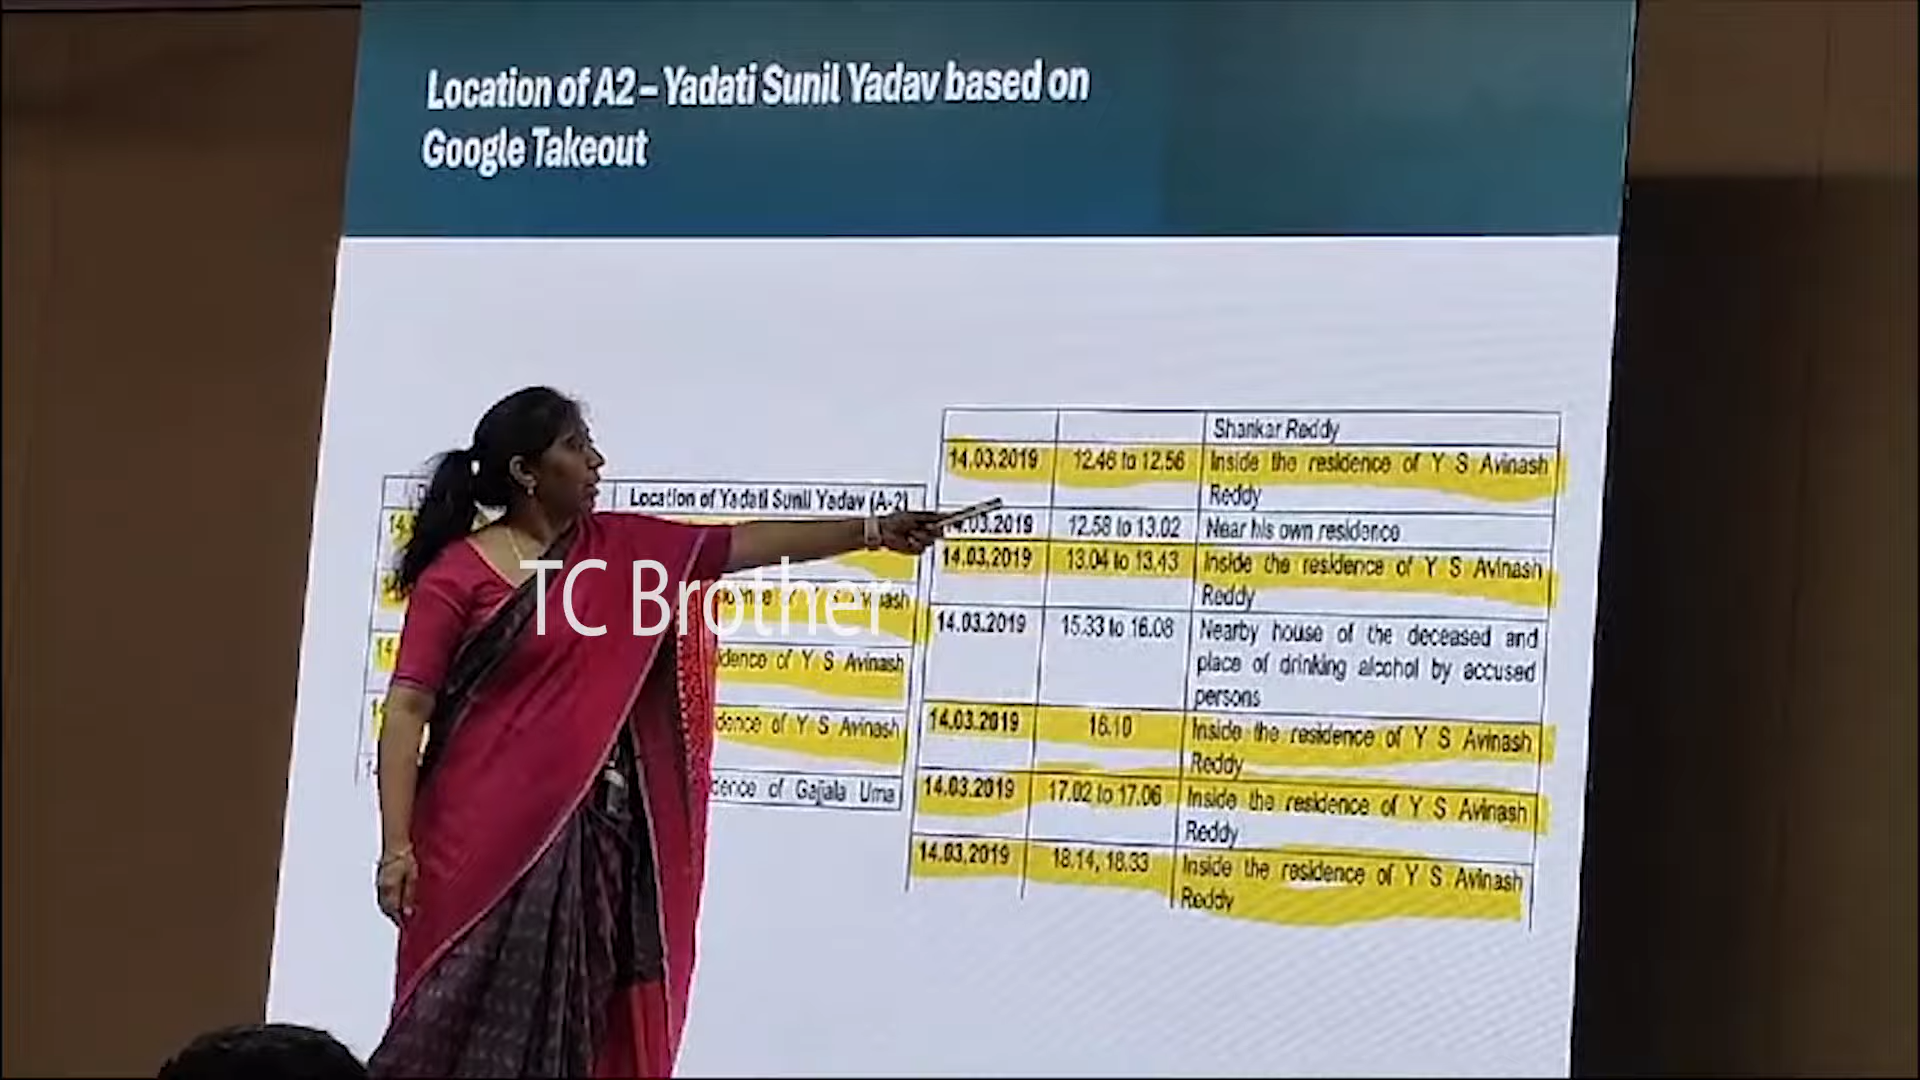 Location of A2 – Yadati Sunil Yadav based on
Google Takeout
Location of Yadati Sunil Yadav (A-2)
14.
of Y S Avinash
dence of Y S Avinash
dence of Y S Avinash
dence of Gajjala Uma
Shankar Reddy
14.03.2019 12.46 to 12.56 Inside the residence of Y S Avinash
Reddy
.03.2019 12.58 to 13.02 Near his own residence
14.03.2019 13.04 to 13.43 Inside the residence of Y S Avinash
Reddy
14.03.2019 15.33 to 16.08 Nearby house of the deceased and
place of drinking alcohol by accused
persons
14.03.2019 16.10 Inside the residence of Y S Avinash
Reddy
14.03.2019 17.02 to 17.06 Inside the residence of Y S Avinash
Reddy
14.03.2019 18.14, 18.33 Inside the residence of Y S Avinash
Reddy
TC Brother